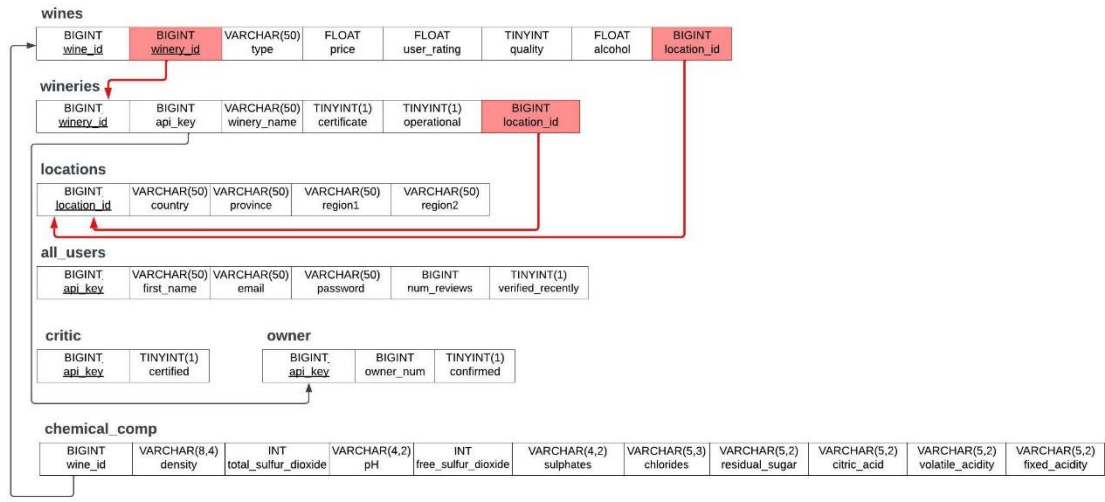 wines
BIGINT BIGINT VARCHAR(50) FLOAT FLOAT TINYINT FLOAT BIGINT
wine_id winery_id type price user_rating quality alcohol location_id
wineries
BIGINT BIGINT VARCHAR(50) TINYINT(1) TINYINT(1) BIGINT
winery_id api_key winery_name certificate operational location_id
locations
BIGINT VARCHAR(50) VARCHAR(50) VARCHAR(50) VARCHAR(50)
location_id country province region1 region2
all_users
BIGINT VARCHAR(50) VARCHAR(50) VARCHAR(50) BIGINT TINYINT(1)
api_key first_name email password num_reviews verified_recently
critic owner
BIGINT TINYINT(1) BIGINT BIGINT TINYINT(1)
api_key certified api_key owner_num confirmed
chemical_comp
BIGINT VARCHAR(8,4) INT VARCHAR(4,2) INT VARCHAR(4,2) VARCHAR(5,3) VARCHAR(5,2) VARCHAR(5,2) VARCHAR(5,2) VARCHAR(5,2)
wine_id density total_sulfur_dioxide pH free_sulfur_dioxide sulphates chlorides residual_sugar citric_acid volatile_acidity fixed_acidity